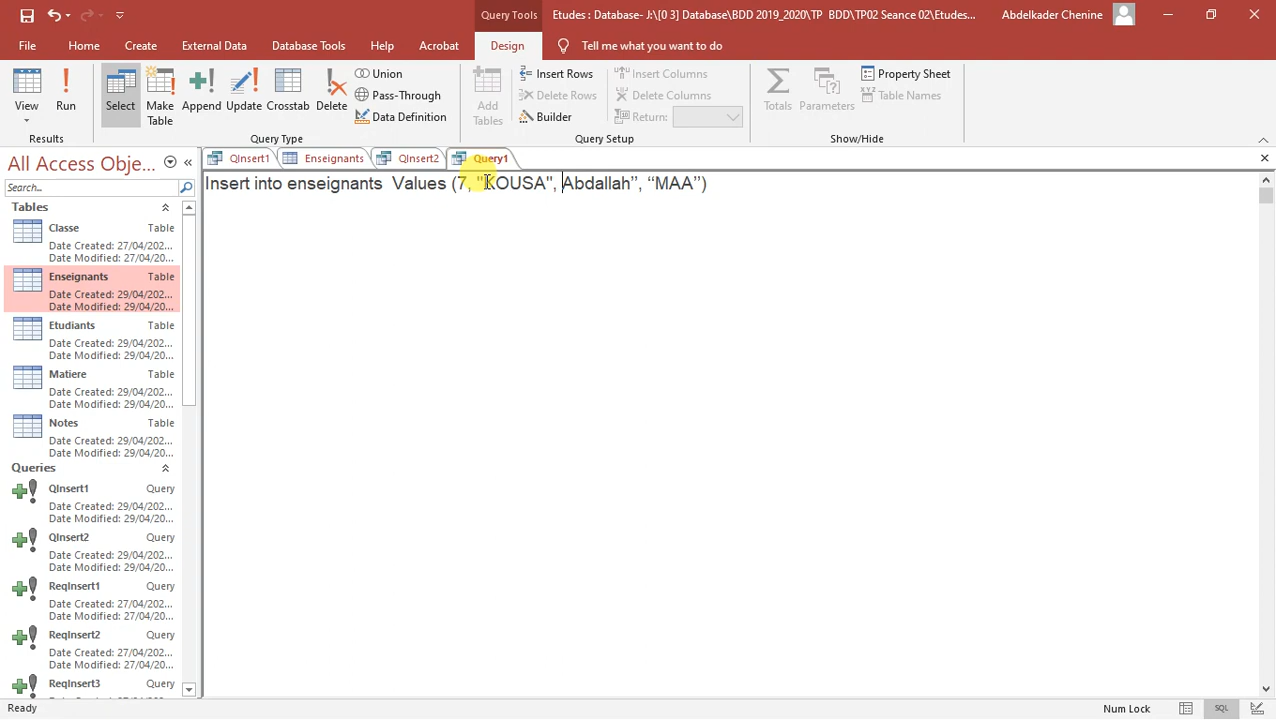 Query Tools
Etudes : Database- J:\[0 3] Database\BDD 2019_2020\TP BDD\TP02 Seance 02\Etudes...
Abdelkader Chenine
File Home Create External Data Database Tools Help Acrobat Design Tell me what you want to do
View
Run
Select
Make Table
Append
Update
Crosstab
Delete
Union
Pass-Through
Data Definition
Add Tables
Insert Rows
Delete Rows
Builder
Insert Columns
Delete Columns
Return:
Totals
Parameters
Property Sheet
Table Names
Results
Query Type
Query Setup
Show/Hide
All Access Obje...
Search...
QInsert1
Enseignants
QInsert2
Query1
Insert into enseignants  Values (7, "KOUSA", Abdallah”, “MAA”)
Tables
Classe Table
Date Created: 27/04/202...
Date Modified: 27/04/20...
Enseignants Table
Date Created: 29/04/202...
Date Modified: 29/04/20...
Etudiants Table
Date Created: 29/04/202...
Date Modified: 29/04/20...
Matiere Table
Date Created: 29/04/202...
Date Modified: 29/04/20...
Notes Table
Date Created: 29/04/202...
Date Modified: 29/04/20...
Queries
QInsert1 Query
Date Created: 29/04/202...
Date Modified: 29/04/20...
QInsert2 Query
Date Created: 29/04/202...
Date Modified: 29/04/20...
ReqInsert1 Query
Date Created: 27/04/202...
Date Modified: 27/04/20...
ReqInsert2 Query
Date Created: 27/04/202...
Date Modified: 27/04/20...
ReqInsert3 Query
Ready
Num Lock
SQL